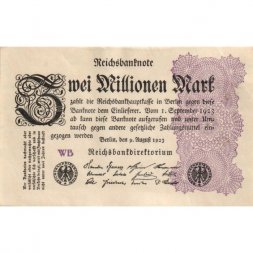 Reichsbanknote
Zwei Millionen Mark
zahlt die Reichsbankhauptkasse in Berlin gegen diese
Banknote dem Einlieferer. Vom 1. September 1923
ab kann diese Banknote aufgerufen und unter Um-
tausch gegen andere gesetzliche Zahlungsmittel ein-
gezogen werden
Berlin, den 9. August 1923
WB
Reichsbankdirektorium